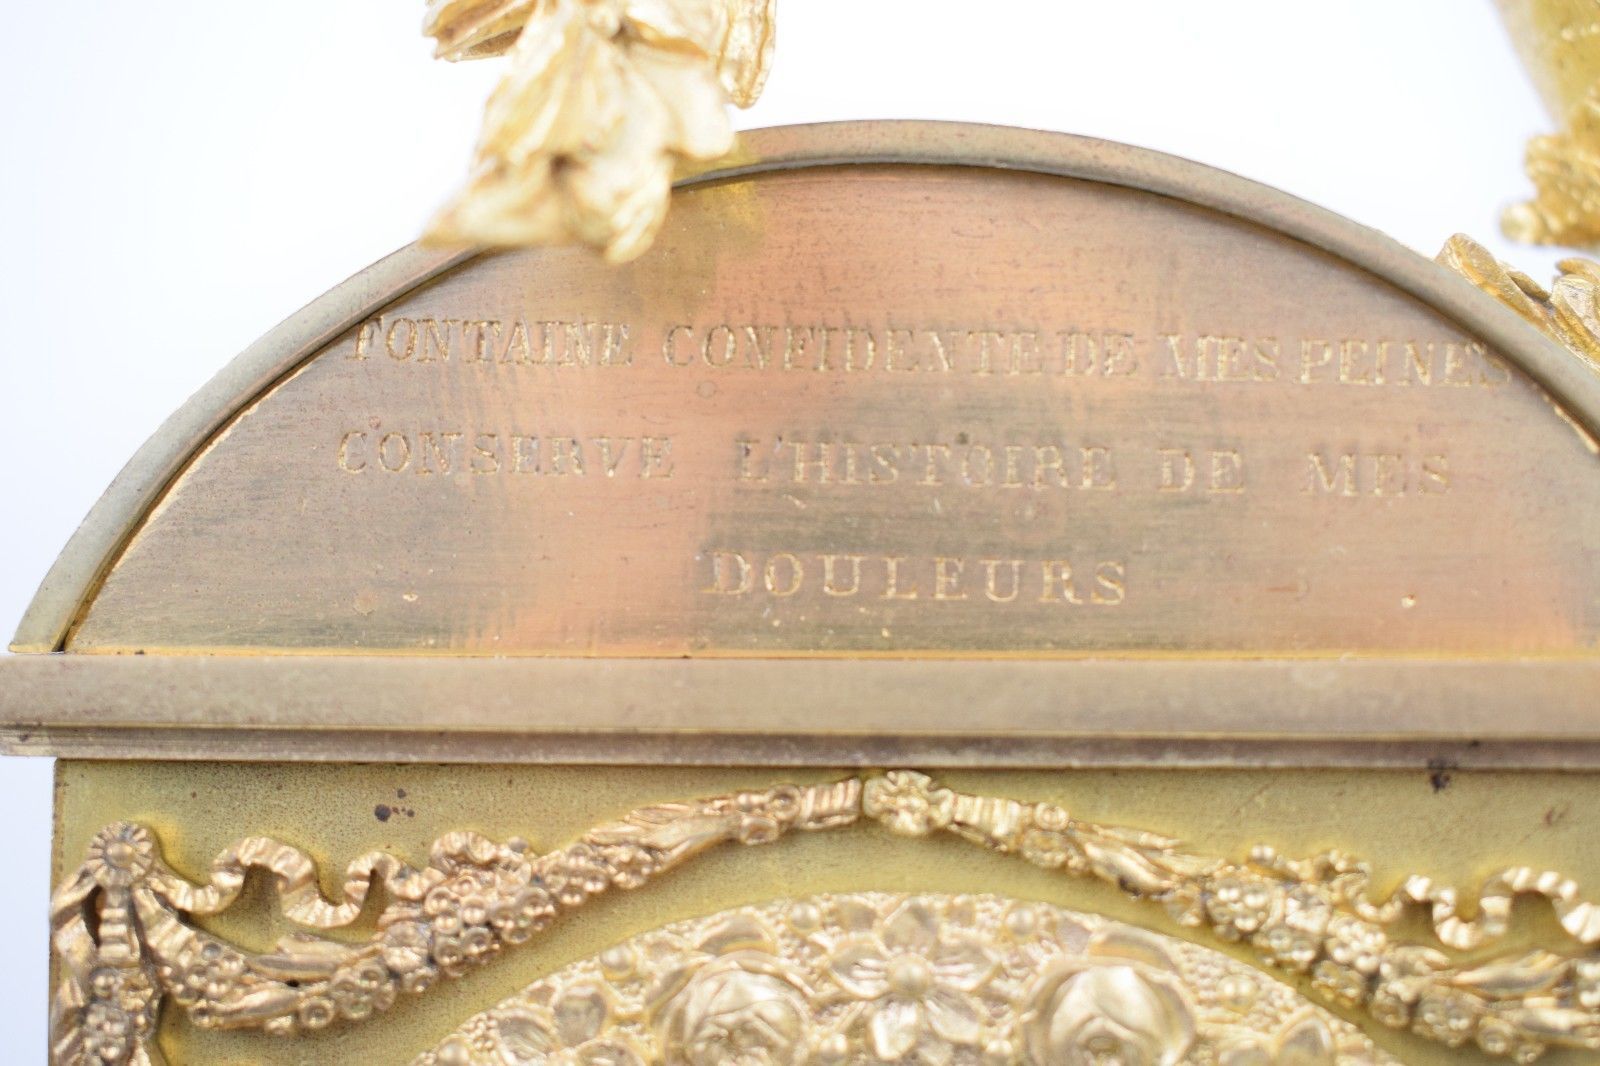 FONTAINE CONFIDENTE DE MES PEINES
CONSERVE L'HISTOIRE DE MES
DOULEURS